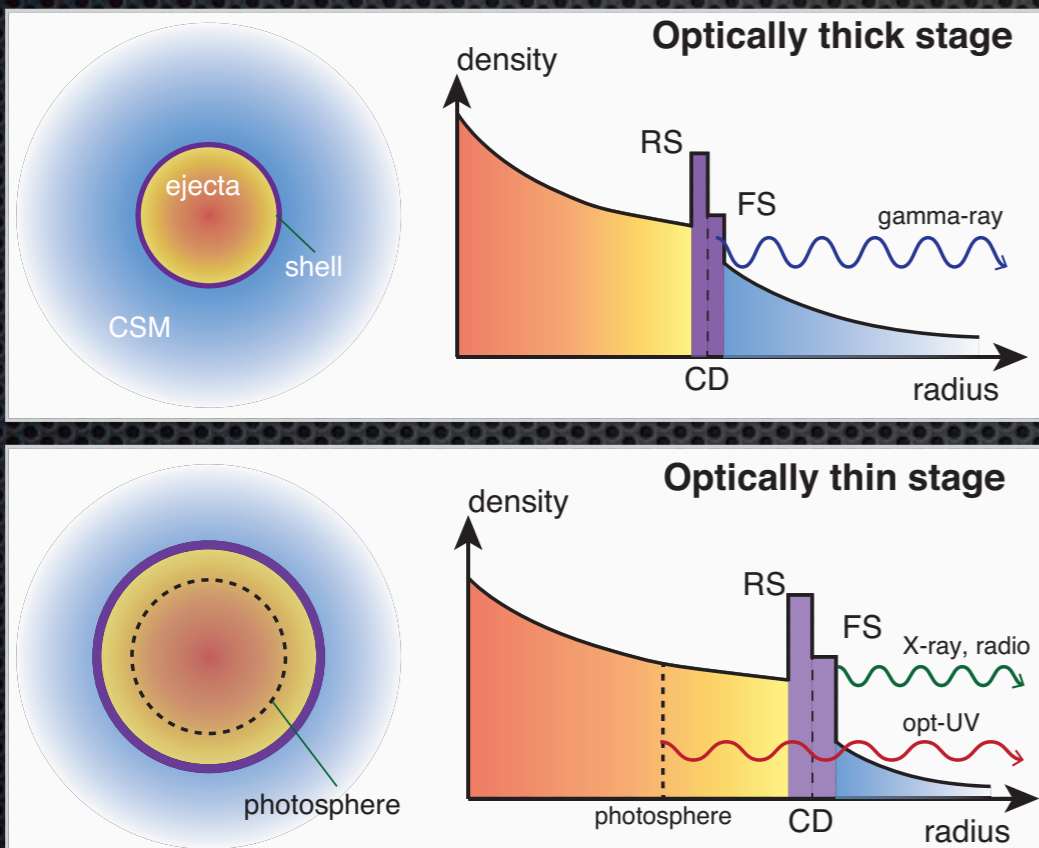 Optically thick stage
density
RS
FS
gamma-ray
ejecta
shell
CSM
CD
radius
Optically thin stage
density
RS
FS
X-ray, radio
opt-UV
photosphere
photosphere
CD
radius